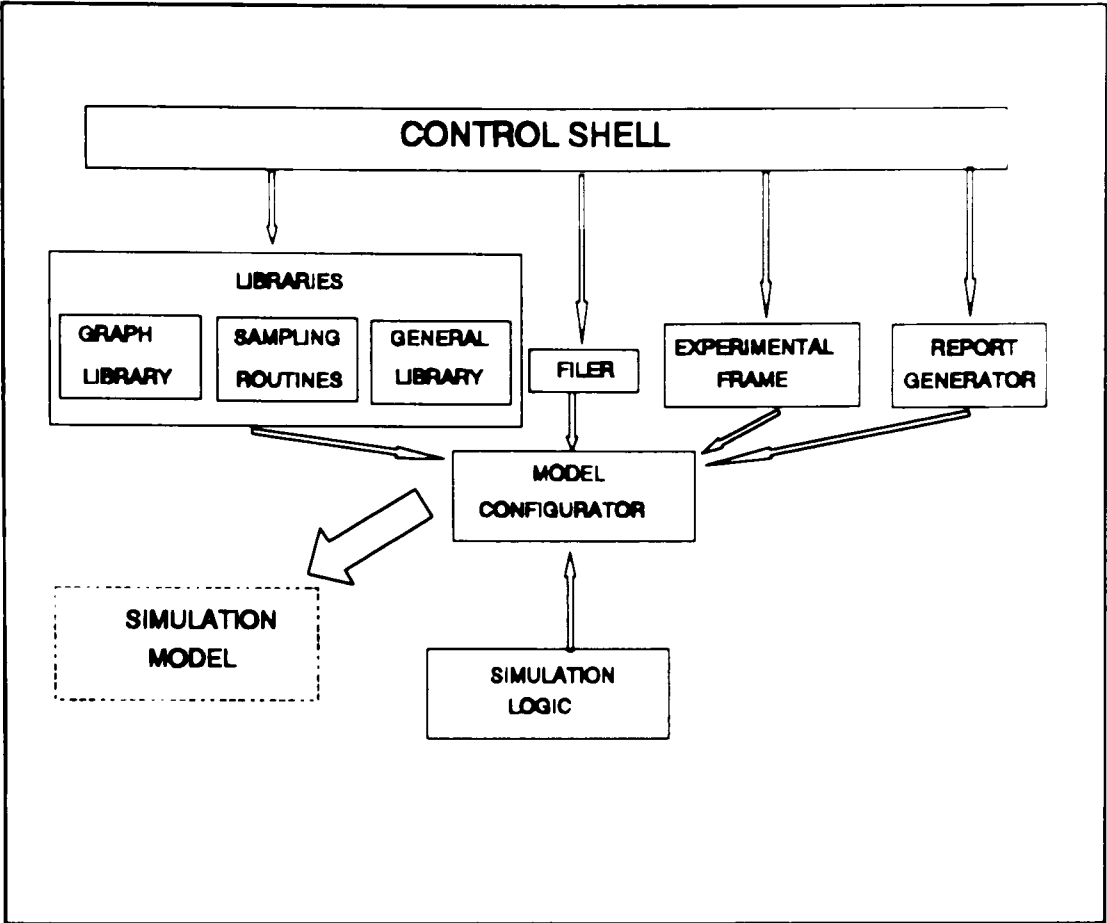 CONTROL SHELL
LIBRARIES
GRAPH
LIBRARY
SAMPLING
ROUTINES
GENERAL
LIBRARY
FILER
EXPERIMENTAL
FRAME
REPORT
GENERATOR
MODEL
CONFIGURATOR
SIMULATION
MODEL
SIMULATION
LOGIC